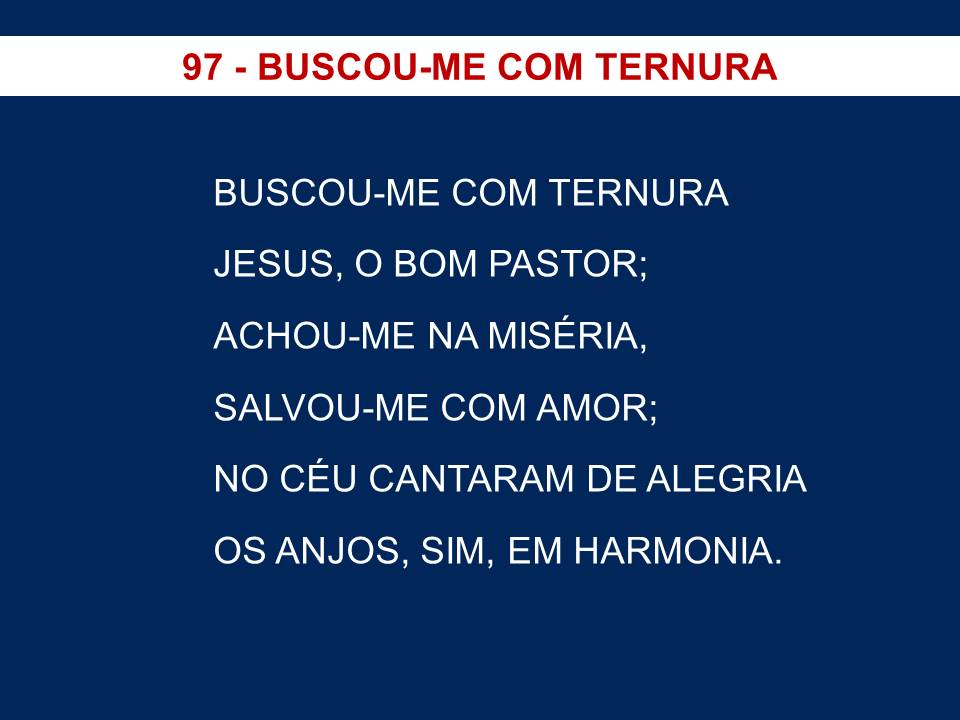 97 - BUSCOU-ME COM TERNURA
BUSCOU-ME COM TERNURA
JESUS, O BOM PASTOR;
ACHOU-ME NA MISÉRIA,
SALVOU-ME COM AMOR;
NO CÉU CANTARAM DE ALEGRIA
OS ANJOS, SIM, EM HARMONIA.